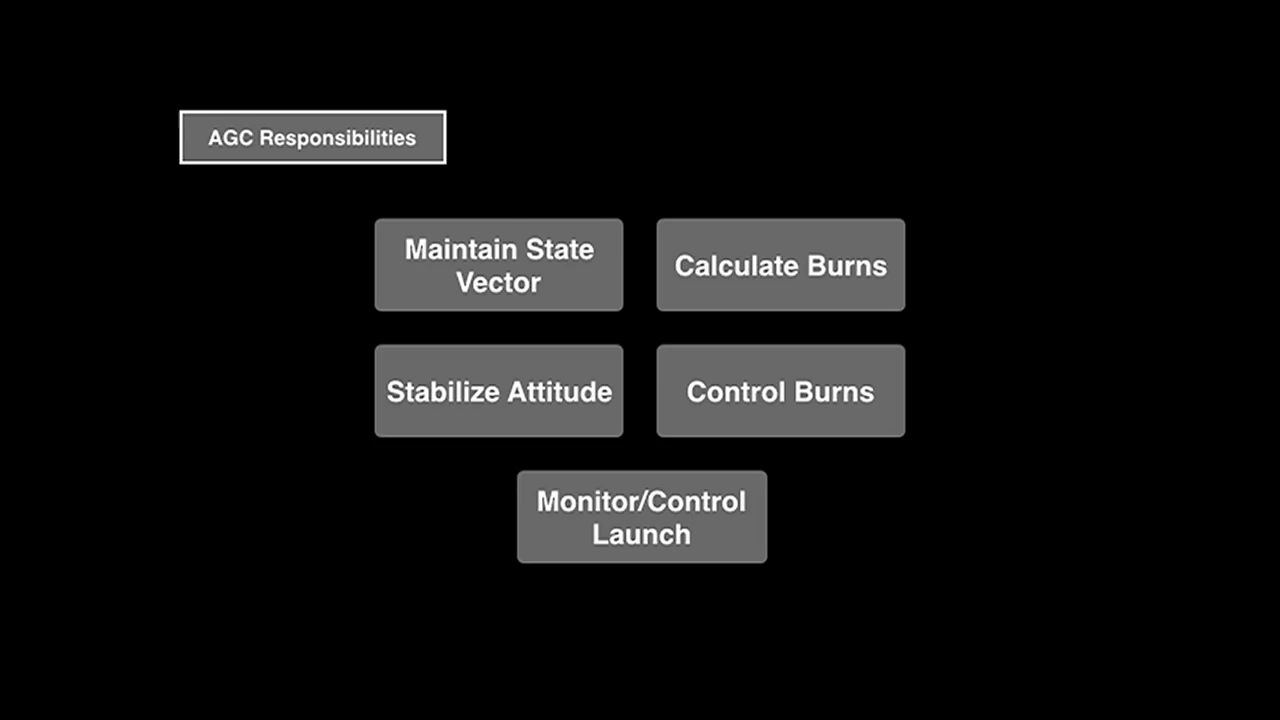 AGC Responsibilities
Maintain State
Vector
Calculate Burns
Stabilize Attitude
Control Burns
Monitor/Control
Launch